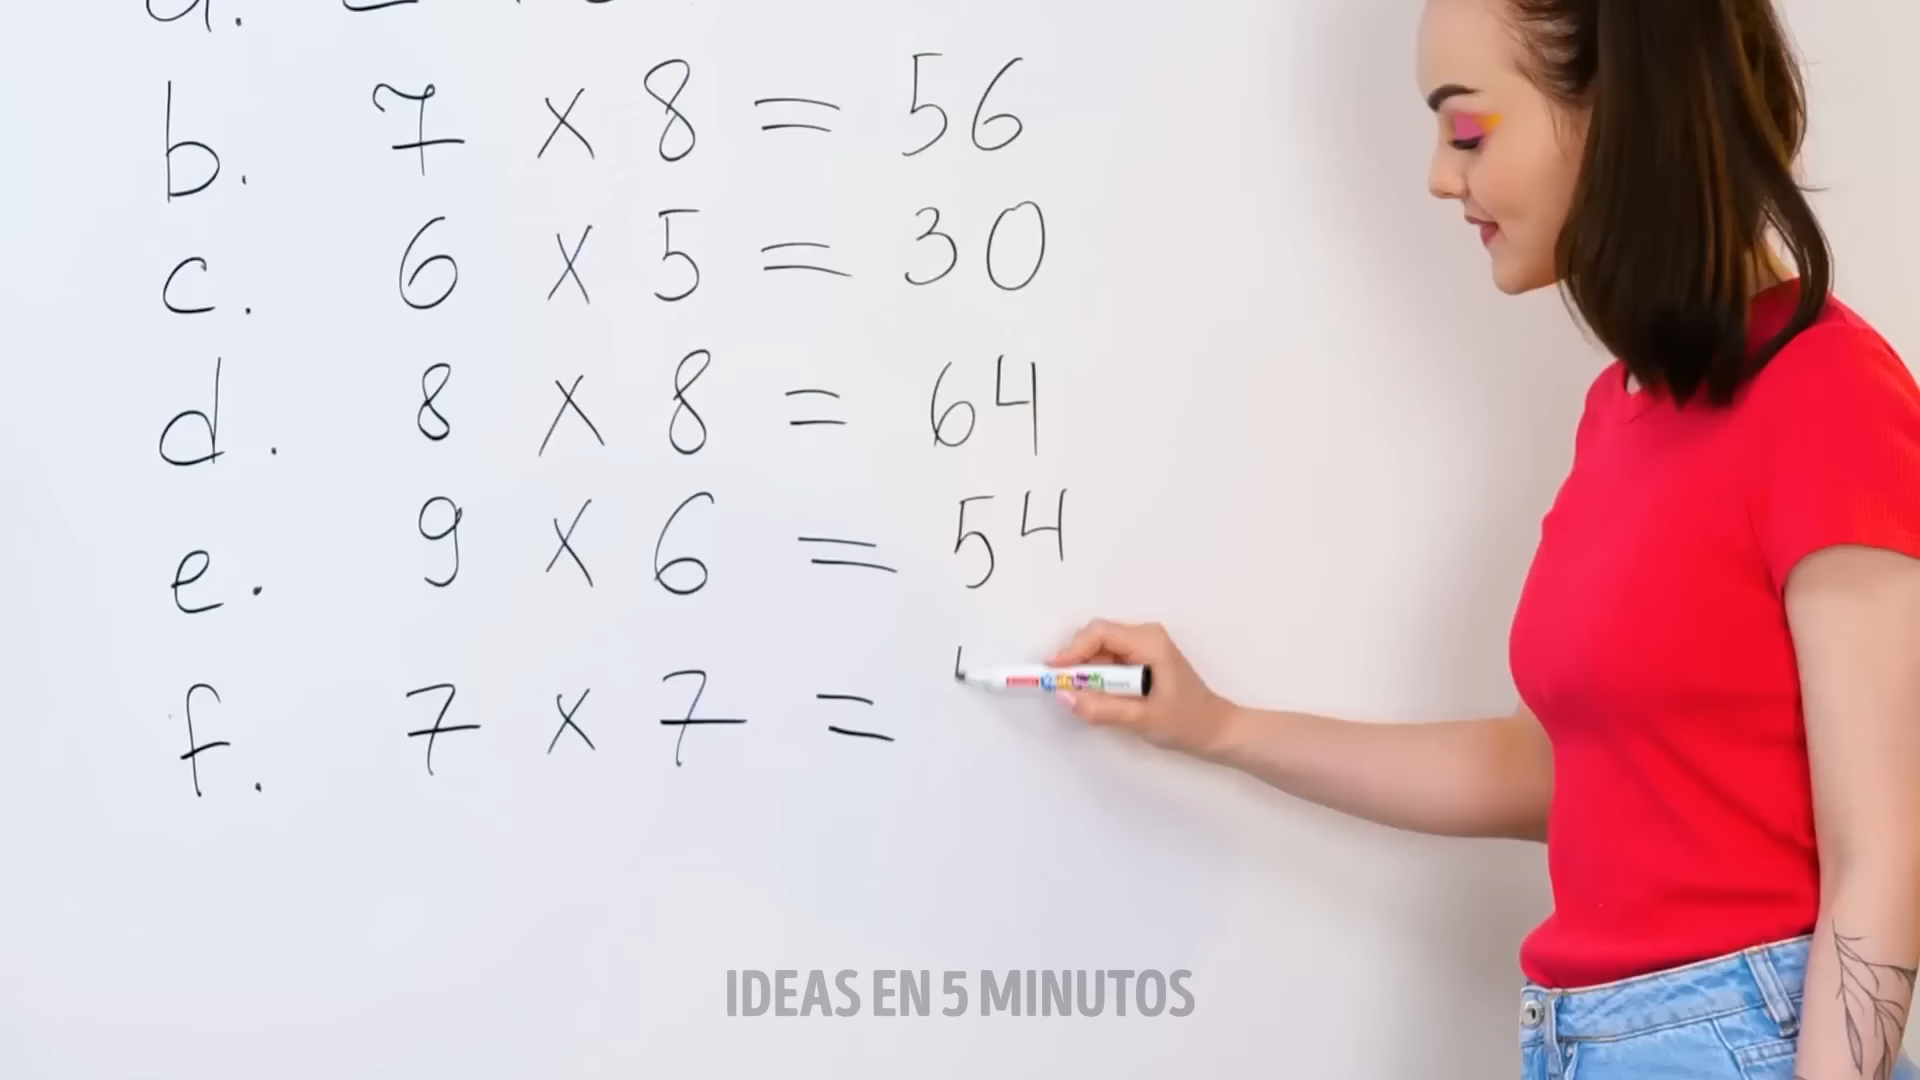 b. 7 x 8 = 56
c. 6 x 5 = 30
d. 8 x 8 = 64
e. 9 x 6 = 54
f. 7 x 7 =
IDEAS EN 5 MINUTOS